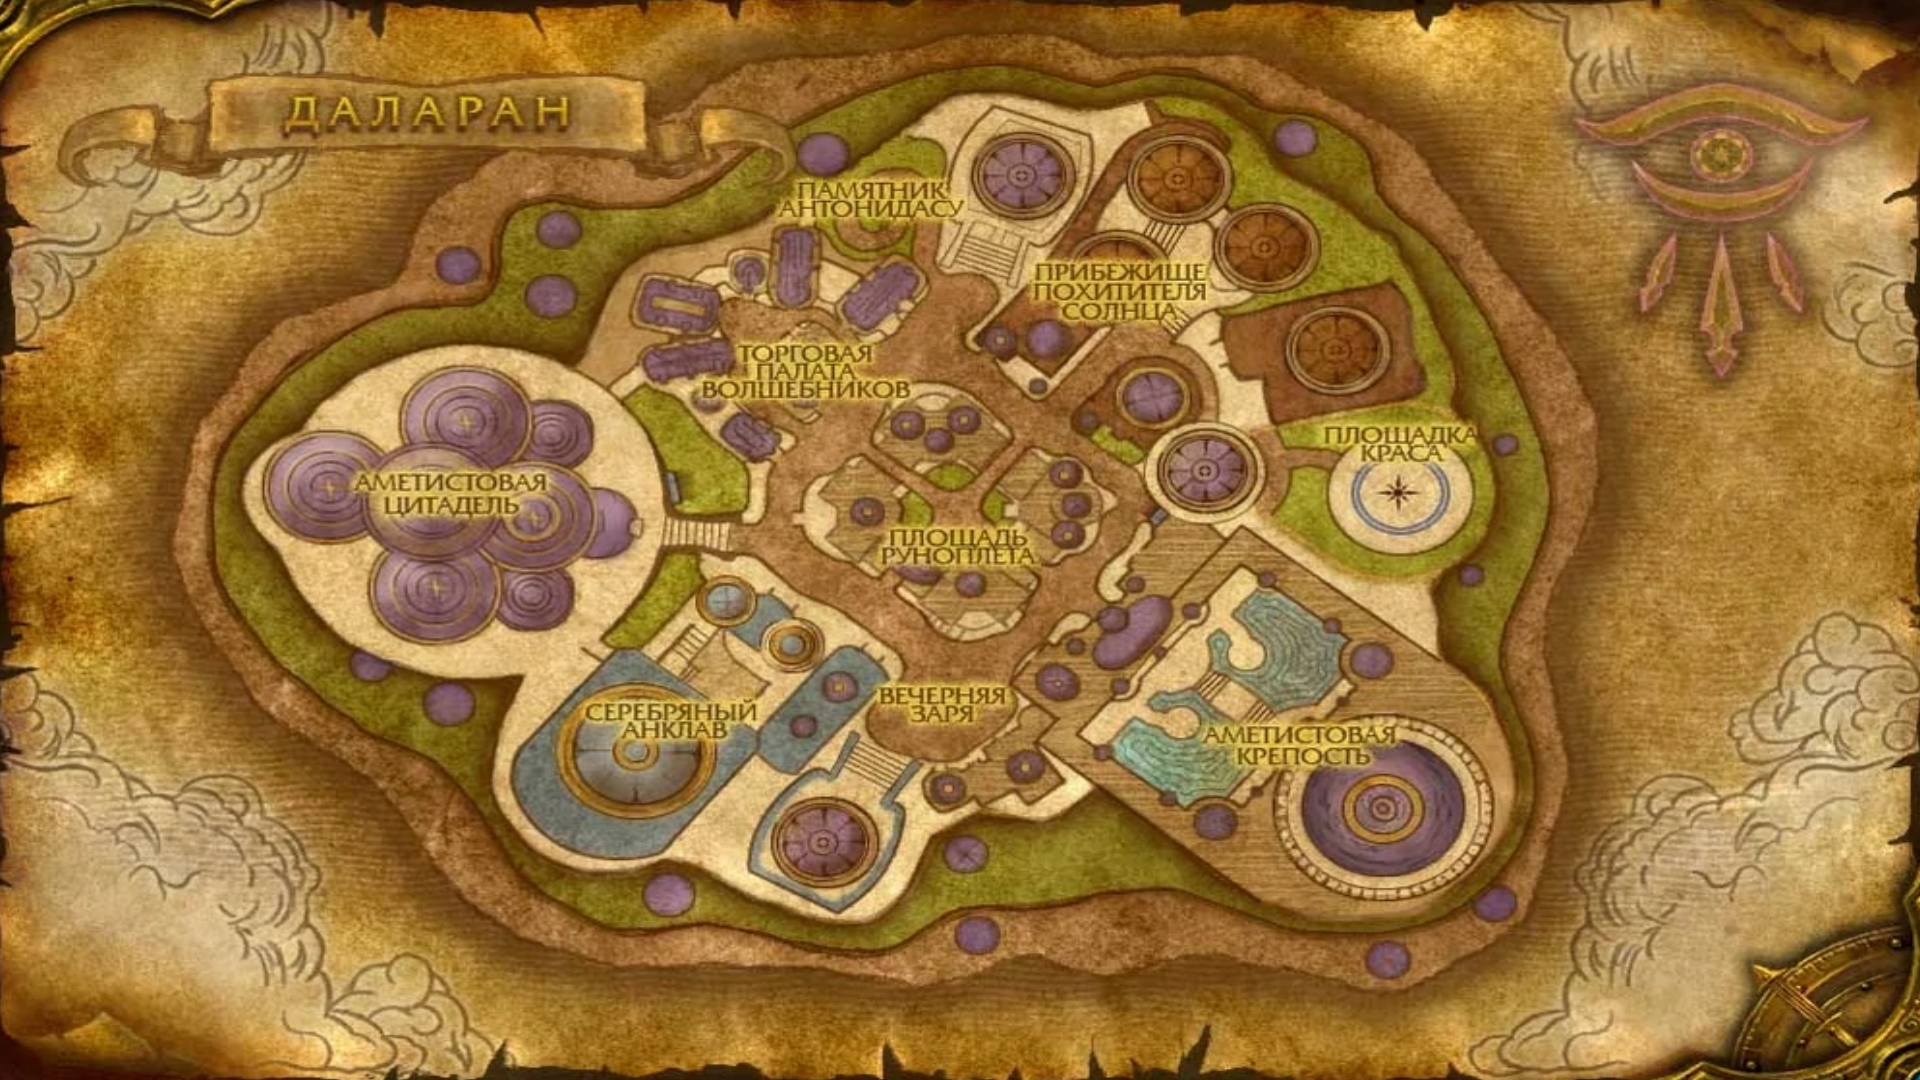 ДАЛАРАН
ПАМЯТНИК
АНТОНИДАСУ
ПРИБЕЖИЩЕ
ПОХИТИТЕЛЯ
СОЛНЦА
ТОРГОВАЯ
ПАЛАТА
ВОЛШЕБНИКОВ
ПЛОЩАДКА
КРАСА
АМЕТИСТОВАЯ
ЦИТАДЕЛЬ
ПЛОЩАДЬ
РУНОПЛЕТА
СЕРЕБРЯНЫЙ
АНКЛАВ
ВЕЧЕРНЯЯ
ЗАРЯ
АМЕТИСТОВАЯ
КРЕПОСТЬ